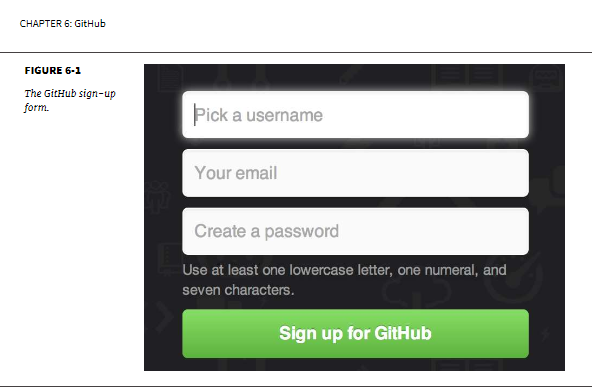 CHAPTER 6: GitHub
FIGURE 6-1
The GitHub sign-up
form.
Pick a username
Your email
Create a password
Use at least one lowercase letter, one numeral, and
seven characters.
Sign up for GitHub